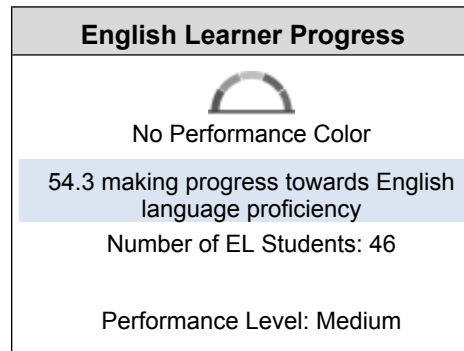 English Learner Progress
No Performance Color
54.3 making progress towards English
language proficiency
Number of EL Students: 46
Performance Level: Medium